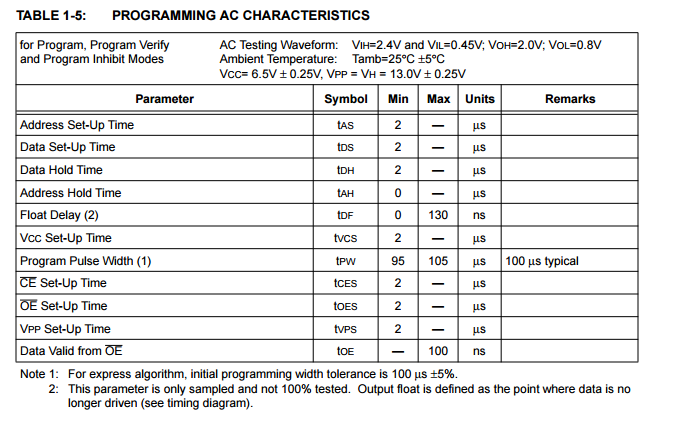 TABLE 1-5: PROGRAMMING AC CHARACTERISTICS
for Program, Program Verify AC Testing Waveform: VIH=2.4V and VIL=0.45V; VOH=2.0V; VOL=0.8V
and Program Inhibit Modes Ambient Temperature: Tamb=25°C ±5°C
VCC= 6.5V ± 0.25V, VPP = VH = 13.0V ± 0.25V
Parameter Symbol Min Max Units Remarks
Address Set-Up Time tAS 2 — µs
Data Set-Up Time tDS 2 — µs
Data Hold Time tDH 2 — µs
Address Hold Time tAH 0 — µs
Float Delay (2) tDF 0 130 ns
VCC Set-Up Time tVCS 2 — µs
Program Pulse Width (1) tPW 95 105 µs 100 µs typical
C̅E̅ Set-Up Time tCES 2 — µs
O̅E̅ Set-Up Time tOES 2 — µs
VPP Set-Up Time tVPS 2 — µs
Data Valid from O̅E̅ tOE — 100 ns
Note 1: For express algorithm, initial programming width tolerance is 100 µs ±5%.
2: This parameter is only sampled and not 100% tested. Output float is defined as the point where data is no
longer driven (see timing diagram).